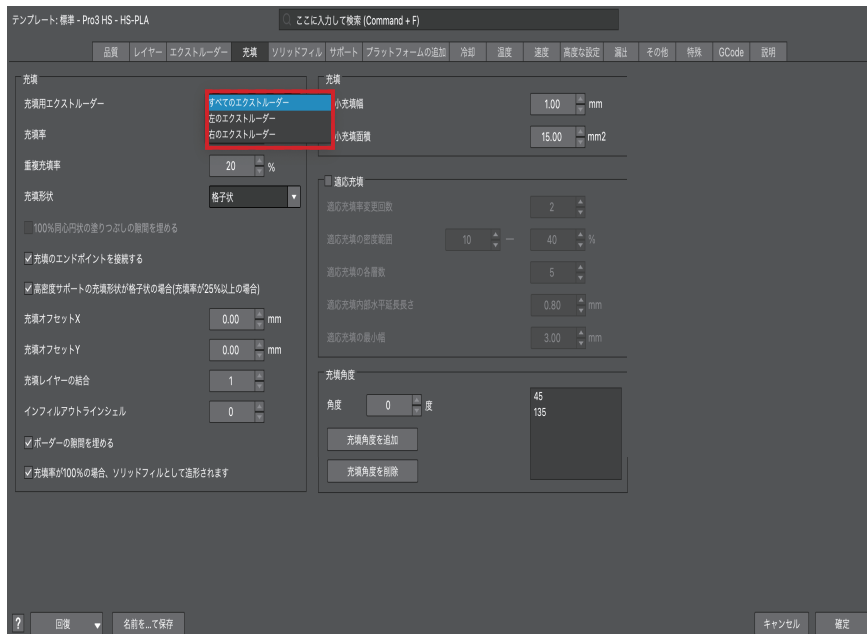 テンプレート: 標準 - Pro3 HS - HS-PLA
ここに入力して検索 (Command + F)
品質 レイヤー エクストルーダー 充填 ソリッドフィル サポート プラットフォームの追加 冷却 温度 速度 高度な設定 漏出 その他 特殊 GCode 説明
充填
充填用エクストルーダー
すべてのエクストルーダー
左のエクストルーダー
右のエクストルーダー
充填率
重複充填率 20 %
充填形状 格子状
100%同心円状の塗りつぶしの隙間を埋める
充填のエンドポイントを接続する
高密度サポートの充填形状が格子状の場合(充填率が25%以上の場合)
充填オフセットX 0.00 mm
充填オフセットY 0.00 mm
充填レイヤーの結合 1
インフィルアウトラインシェル 0
ボーダーの隙間を埋める
充填率が100%の場合、ソリッドフィルとして造形されます
充填
小充填幅 1.00 mm
小充填面積 15.00 mm2
適応充填
適応充填率変更回数 2
適応充填の密度範囲 10 — 40 %
適応充填の各層数 5
適応充填内部水平延長長さ 0.80 mm
適応充填の最小幅 3.00 mm
充填角度
角度 0 度
充填角度を追加
充填角度を削除
45
135
? 回復 名前を...て保存 キャンセル 確定